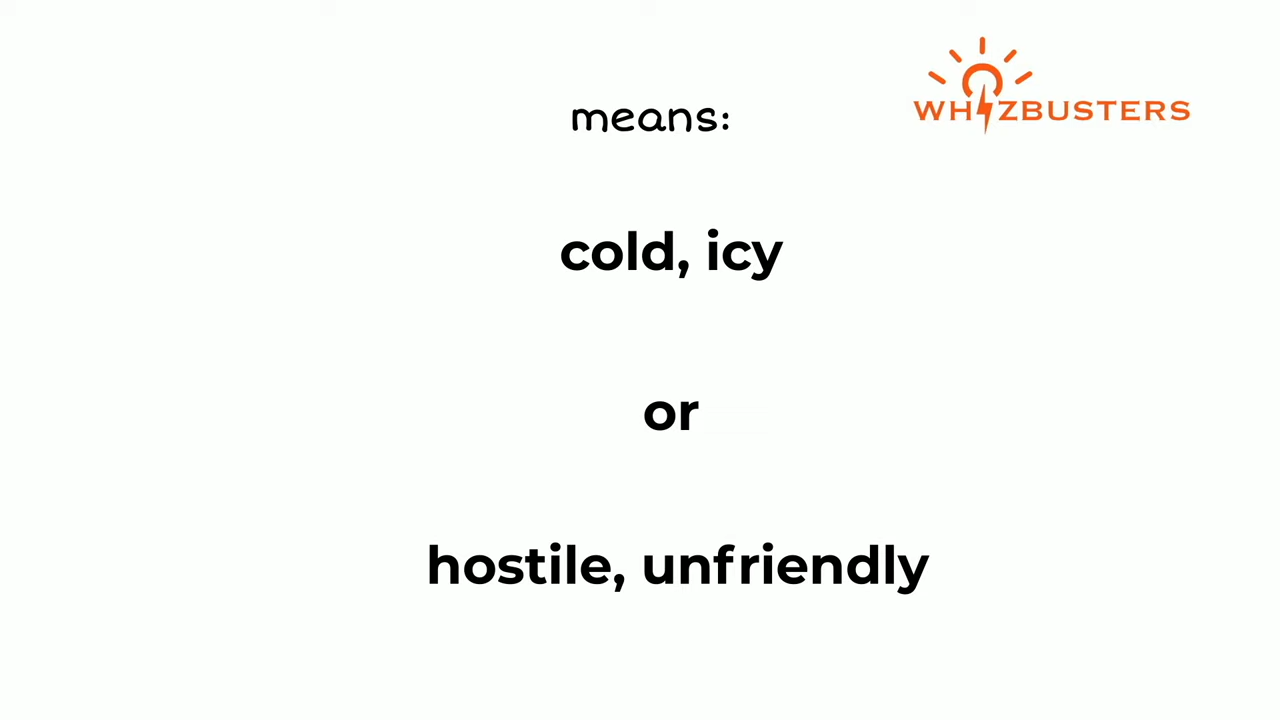 WHIZBUSTERS
means:
cold, icy
or
hostile, unfriendly